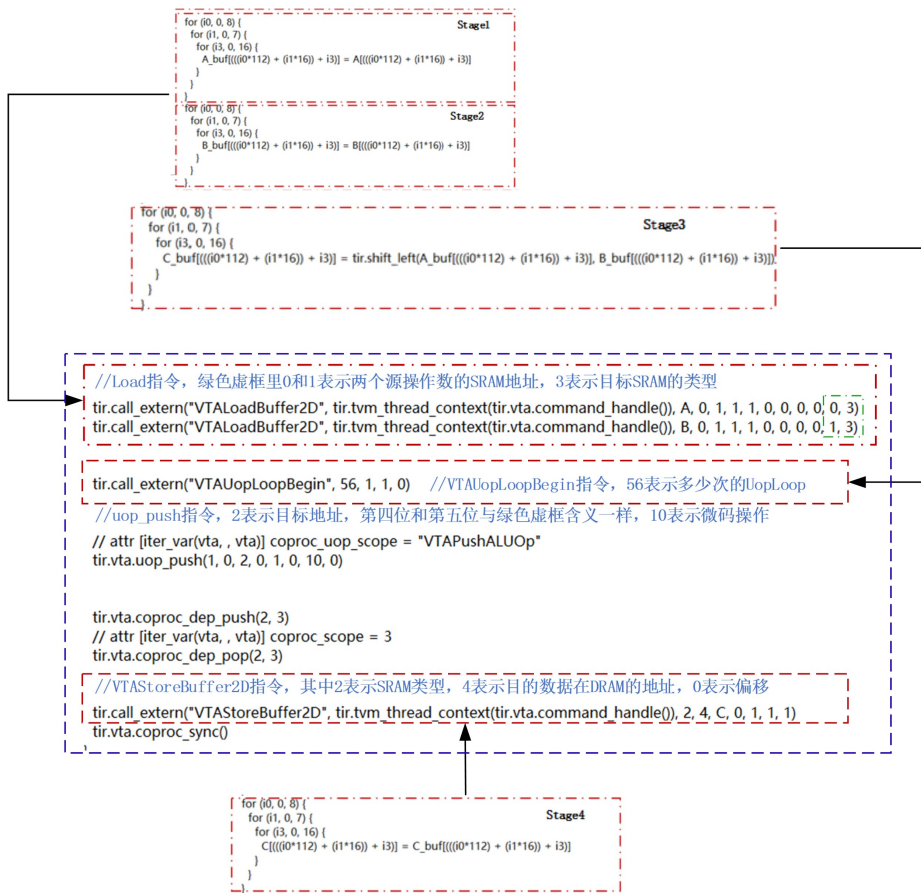 for (i0, 0, 8) {
for (i1, 0, 7) {
for (i3, 0, 16) {
A_buf[(((i0*112) + (i1*16)) + i3)] = A[(((i0*112) + (i1*16)) + i3)]
}
}
}
Stage1
for (i0, 0, 8) {
for (i1, 0, 7) {
for (i3, 0, 16) {
B_buf[(((i0*112) + (i1*16)) + i3)] = B[(((i0*112) + (i1*16)) + i3)]
}
}
}
Stage2
for (i0, 0, 8) {
for (i1, 0, 7) {
for (i3, 0, 16) {
C_buf[(((i0*112) + (i1*16)) + i3)] = tir.shift_left(A_buf[(((i0*112) + (i1*16)) + i3)], B_buf[(((i0*112) + (i1*16)) + i3)])
}
}
}
Stage3
//Load指令，绿色虚框里0和1表示两个源操作数的SRAM地址，3表示目标SRAM的类型
tir.call_extern("VTALoadBuffer2D", tir.tvm_thread_context(tir.vta.command_handle()), A, 0, 1, 1, 1, 0, 0, 0, 0, 0, 3)
tir.call_extern("VTALoadBuffer2D", tir.tvm_thread_context(tir.vta.command_handle()), B, 0, 1, 1, 1, 0, 0, 0, 0, 1, 3)
tir.call_extern("VTAUopLoopBegin", 56, 1, 1, 0) //VTAUopLoopBegin指令，56表示多少次的UopLoop
//uop_push指令，2表示目标地址，第四位和第五位与绿色虚框含义一样，10表示微码操作
// attr [iter_var(vta, , vta)] coproc_uop_scope = "VTAPushALUOp"
tir.vta.uop_push(1, 0, 2, 0, 1, 0, 10, 0)
tir.vta.coproc_dep_push(2, 3)
// attr [iter_var(vta, , vta)] coproc_scope = 3
tir.vta.coproc_dep_pop(2, 3)
//VTAStoreBuffer2D指令，其中2表示SRAM类型，4表示目的数据在DRAM的地址，0表示偏移
tir.call_extern("VTAStoreBuffer2D", tir.tvm_thread_context(tir.vta.command_handle()), 2, 4, C, 0, 1, 1, 1)
tir.vta.coproc_sync()
for (i0, 0, 8) {
for (i1, 0, 7) {
for (i3, 0, 16) {
C[(((i0*112) + (i1*16)) + i3)] = C_buf[(((i0*112) + (i1*16)) + i3)]
}
}
}
Stage4